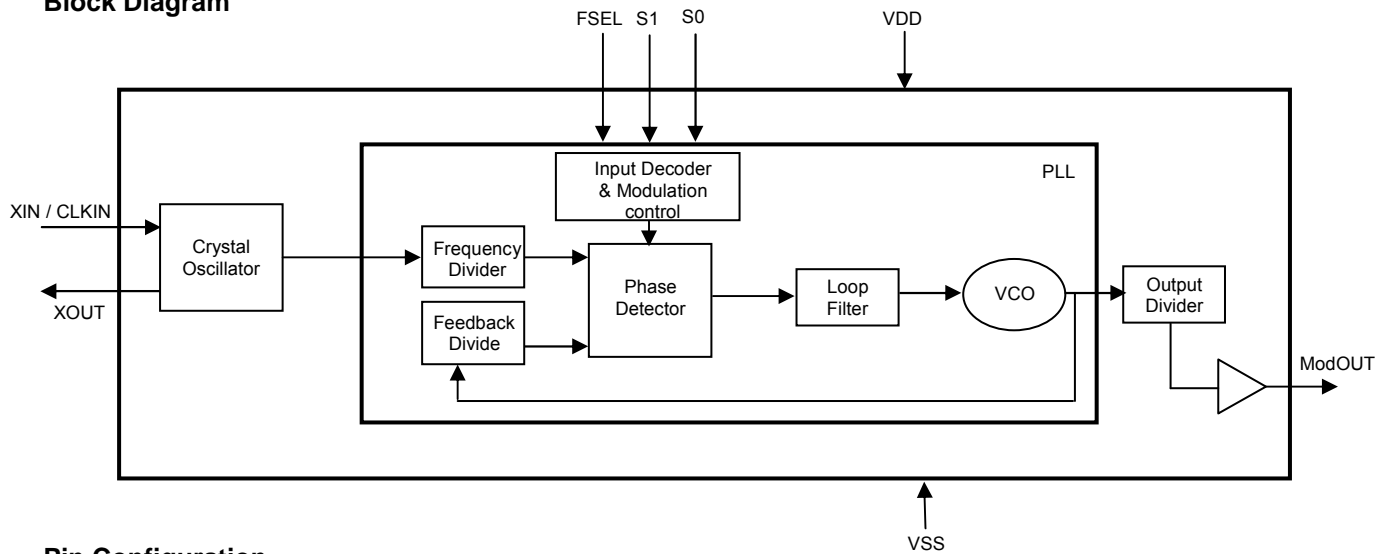 Block Diagram
FSEL S1 S0
VDD
Input Decoder
& Modulation
control
PLL
XIN / CLKIN
Crystal
Oscillator
XOUT
Frequency
Divider
Feedback
Divide
Phase
Detector
Loop
Filter
VCO
Output
Divider
ModOUT
VSS
Pin Configuration